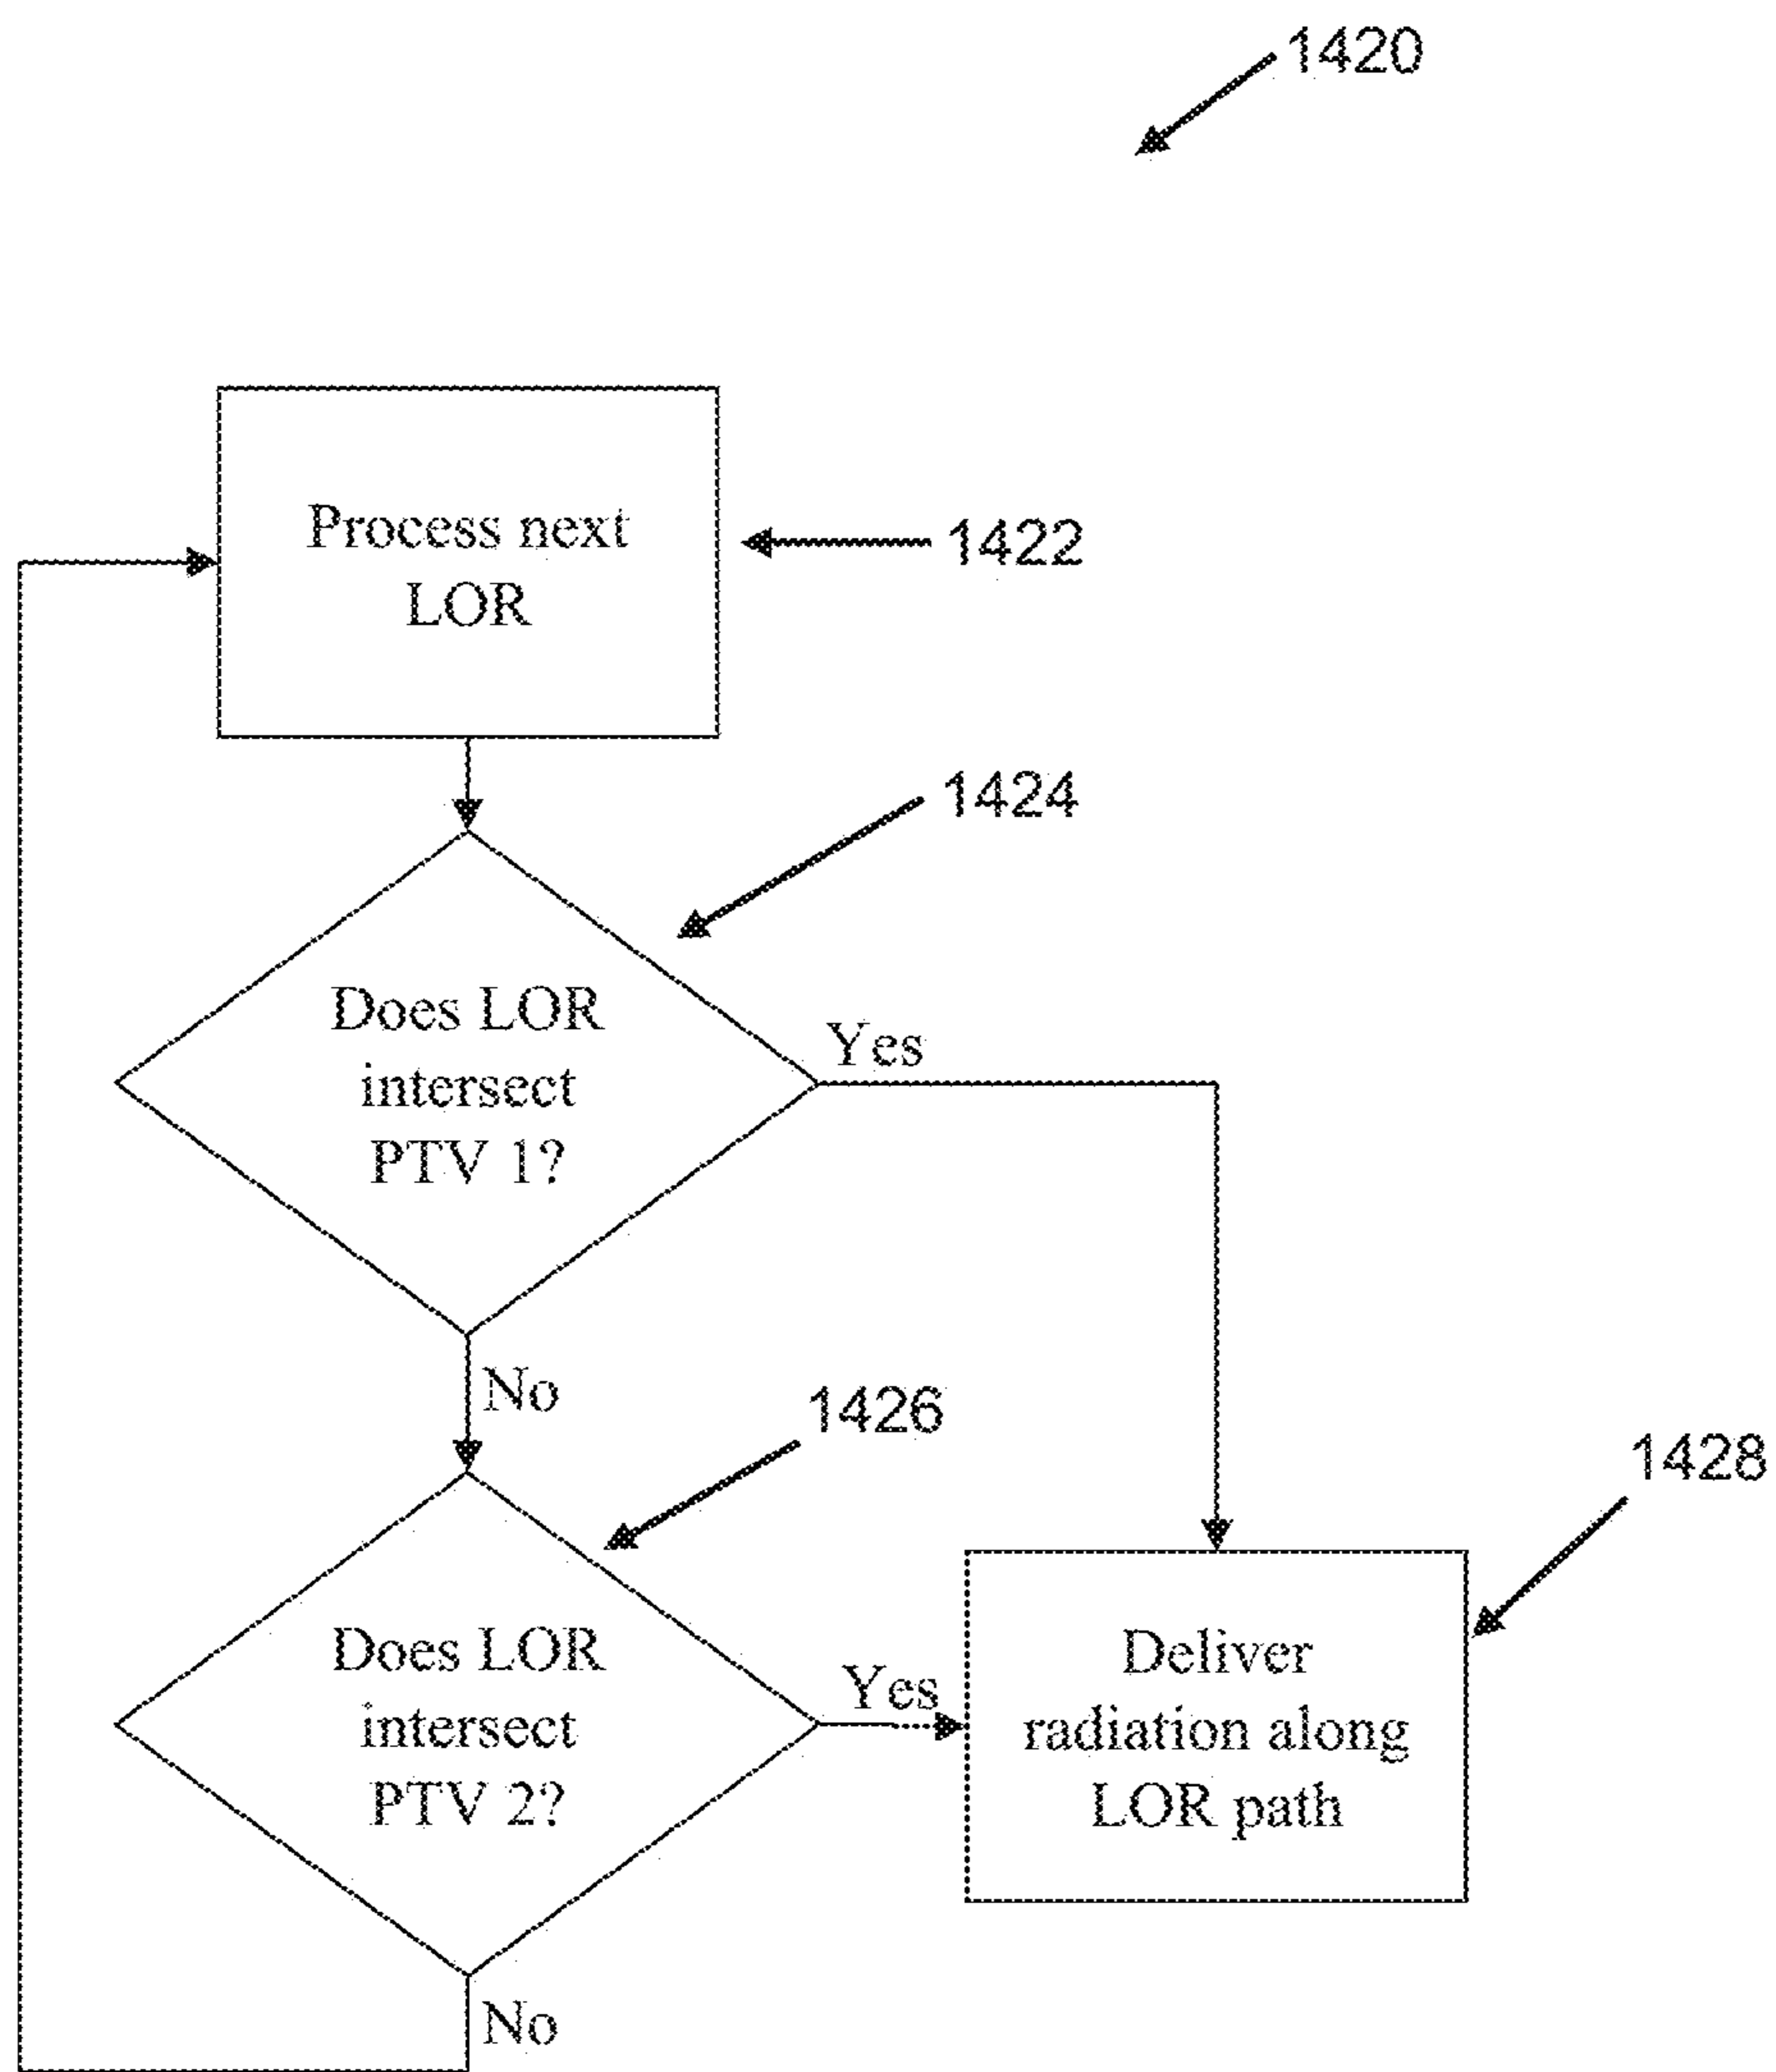 1420
Process next
LOR
1422
1424
Does LOR
intersect
PTV 1?
Yes
No
1426
1428
Does LOR
intersect
PTV 2?
Yes
Deliver
radiation along
LOR path
No